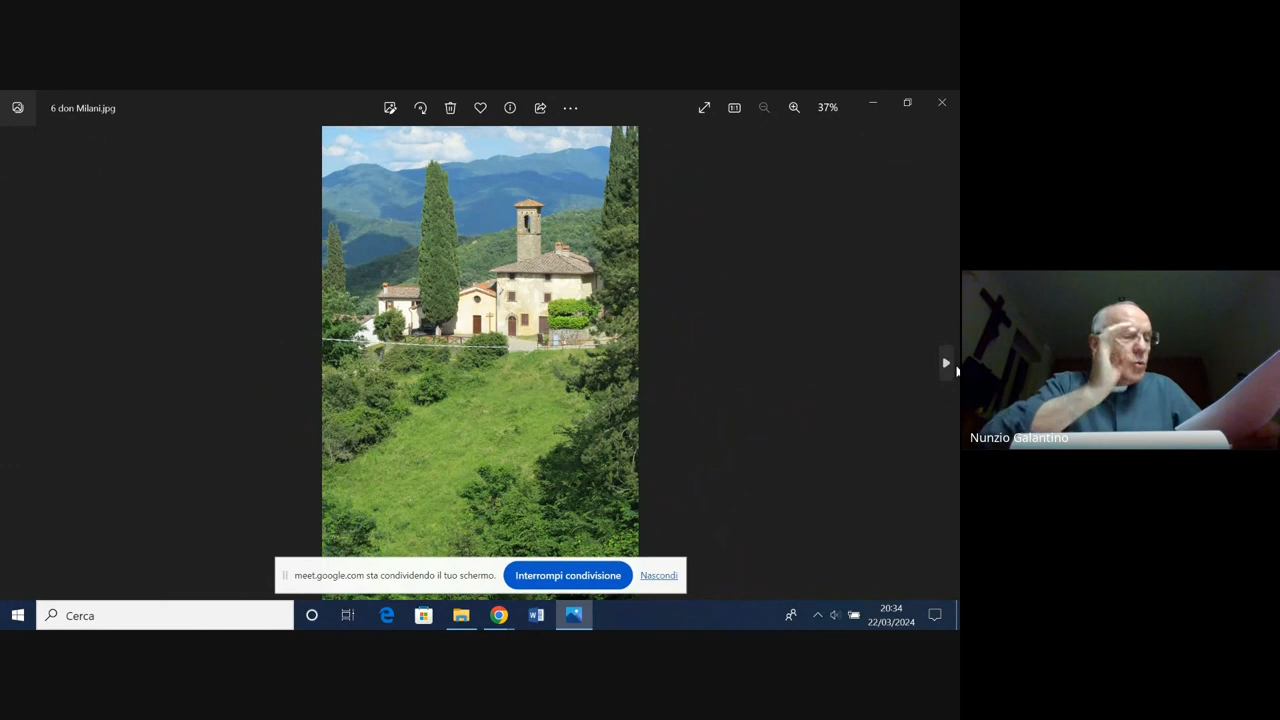 6 don Milani.jpg
37%
Nunzio Galantino
meet.google.com sta condividendo il tuo schermo.
Interrompi condivisione
Nascondi
Cerca
20:34
22/03/2024